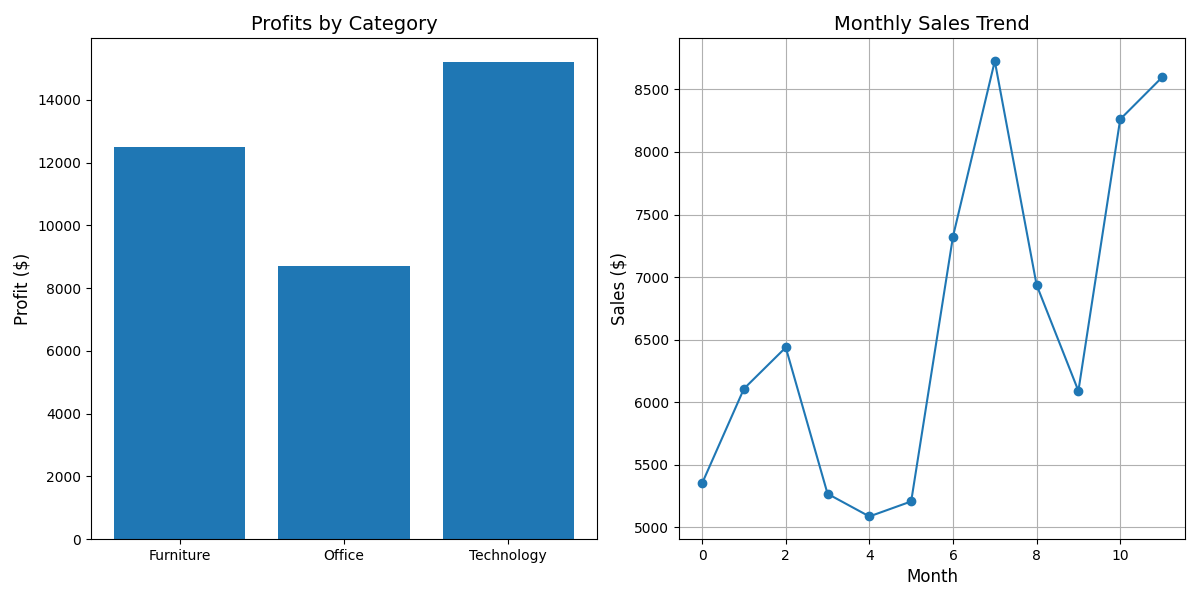 Profits by Category
Profit ($)
14000
12000
10000
8000
6000
4000
2000
0
Furniture Office Technology
Monthly Sales Trend
Sales ($)
8500
8000
7500
7000
6500
6000
5500
5000
0 2 4 6 8 10
Month